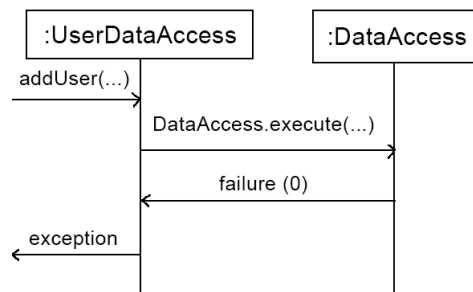 :UserDataAccess
:DataAccess
addUser(...)
DataAccess.execute(...)
failure (0)
exception